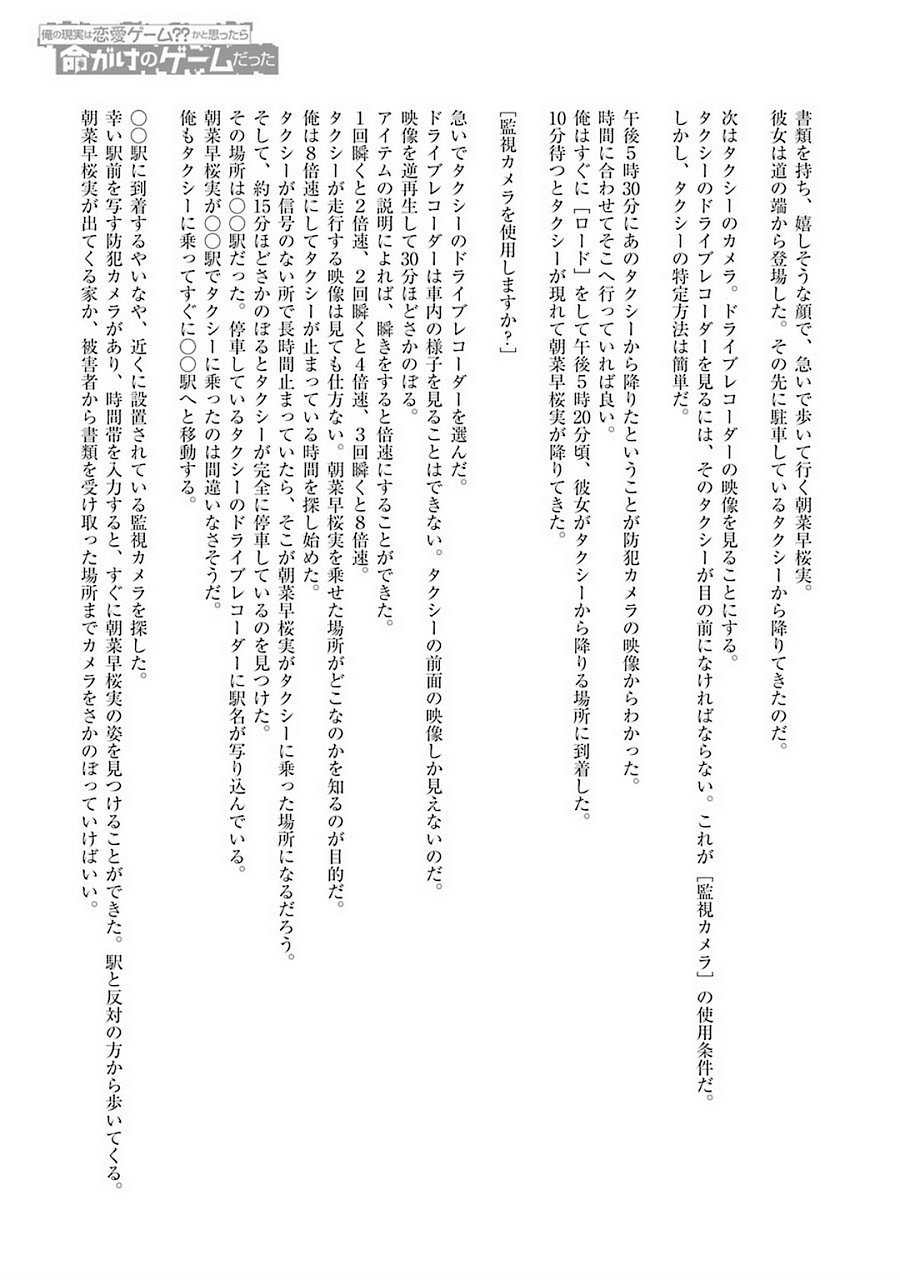 俺の現実は恋愛ゲーム??かと思ったら
命がけのゲームだった
書類を持ち、嬉しそうな顔で、急いで歩いて行く朝菜早桜実。
彼女は道の端から登場した。その先に駐車しているタクシーから降りてきたのだ。
次はタクシーのカメラ。ドライブレコーダーの映像を見ることにする。
タクシーのドライブレコーダーを見るには、そのタクシーが目の前になければならない。これが［監視カメラ］の使用条件だ。
しかし、タクシーの特定方法は簡単だ。
午後5時30分にあのタクシーから降りたということが防犯カメラの映像からわかった。
時間に合わせてそこへ行っていれば良い。
俺はすぐに［ロード］をして午後5時20分頃、彼女がタクシーから降りる場所に到着した。
10分待つとタクシーが現れて朝菜早桜実が降りてきた。
［監視カメラを使用しますか？］
急いでタクシーのドライブレコーダーを選んだ。
ドライブレコーダーは車内の様子を見ることはできない。タクシーの前面の映像しか見えないのだ。
映像を逆再生して30分ほどさかのぼる。
アイテムの説明によれば、瞬きをすると倍速にすることができた。
1回瞬くと2倍速、2回瞬くと4倍速、3回瞬くと8倍速。
タクシーが走行する映像は見ても仕方ない。朝菜早桜実を乗せた場所がどこなのかを知るのが目的だ。
俺は8倍速にしてタクシーが止まっている時間を探し始めた。
タクシーが信号のない所で長時間止まっていたら、そこが朝菜早桜実がタクシーに乗った場所になるだろう。
そして、約15分ほどさかのぼるとタクシーが完全に停車しているのを見つけた。
その場所は〇〇駅だった。停車しているタクシーのドライブレコーダーに駅名が写り込んでいる。
朝菜早桜実が〇〇駅でタクシーに乗ったのは間違いなさそうだ。
俺もタクシーに乗ってすぐに〇〇駅へと移動する。
〇〇駅に到着するやいなや、近くに設置されている監視カメラを探した。
幸い駅前を写す防犯カメラがあり、時間帯を入力すると、すぐに朝菜早桜実の姿を見つけることができた。駅と反対の方から歩いてくる。
朝菜早桜実が出てくる家か、被害者から書類を受け取った場所までカメラをさかのぼっていけばいい。